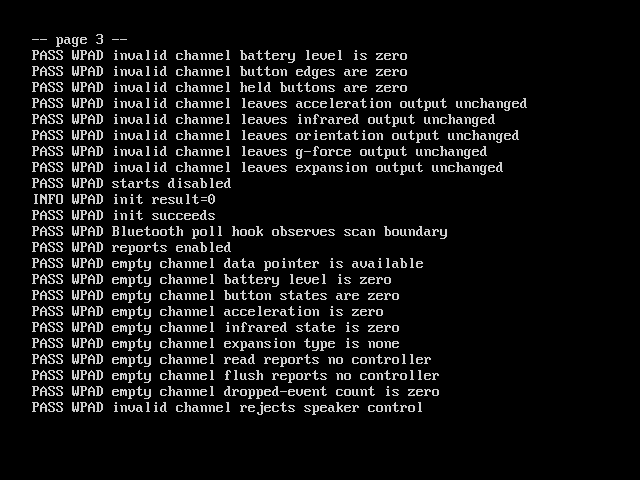 -- page 3 --
PASS WPAD invalid channel battery level is zero
PASS WPAD invalid channel button edges are zero
PASS WPAD invalid channel held buttons are zero
PASS WPAD invalid channel leaves acceleration output unchanged
PASS WPAD invalid channel leaves infrared output unchanged
PASS WPAD invalid channel leaves orientation output unchanged
PASS WPAD invalid channel leaves g-force output unchanged
PASS WPAD invalid channel leaves expansion output unchanged
PASS WPAD starts disabled
INFO WPAD init result=0
PASS WPAD init succeeds
PASS WPAD Bluetooth poll hook observes scan boundary
PASS WPAD reports enabled
PASS WPAD empty channel data pointer is available
PASS WPAD empty channel battery level is zero
PASS WPAD empty channel button states are zero
PASS WPAD empty channel acceleration is zero
PASS WPAD empty channel infrared state is zero
PASS WPAD empty channel expansion type is none
PASS WPAD empty channel read reports no controller
PASS WPAD empty channel flush reports no controller
PASS WPAD empty channel dropped-event count is zero
PASS WPAD invalid channel rejects speaker control